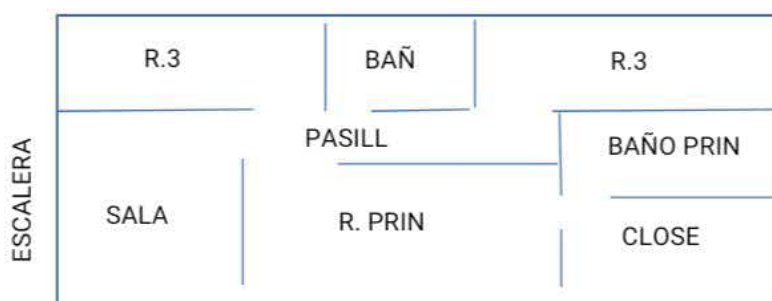 R.3
BAÑ
R.3
PASILL
BAÑO PRIN
ESCALERA
SALA
R. PRIN
CLOSE